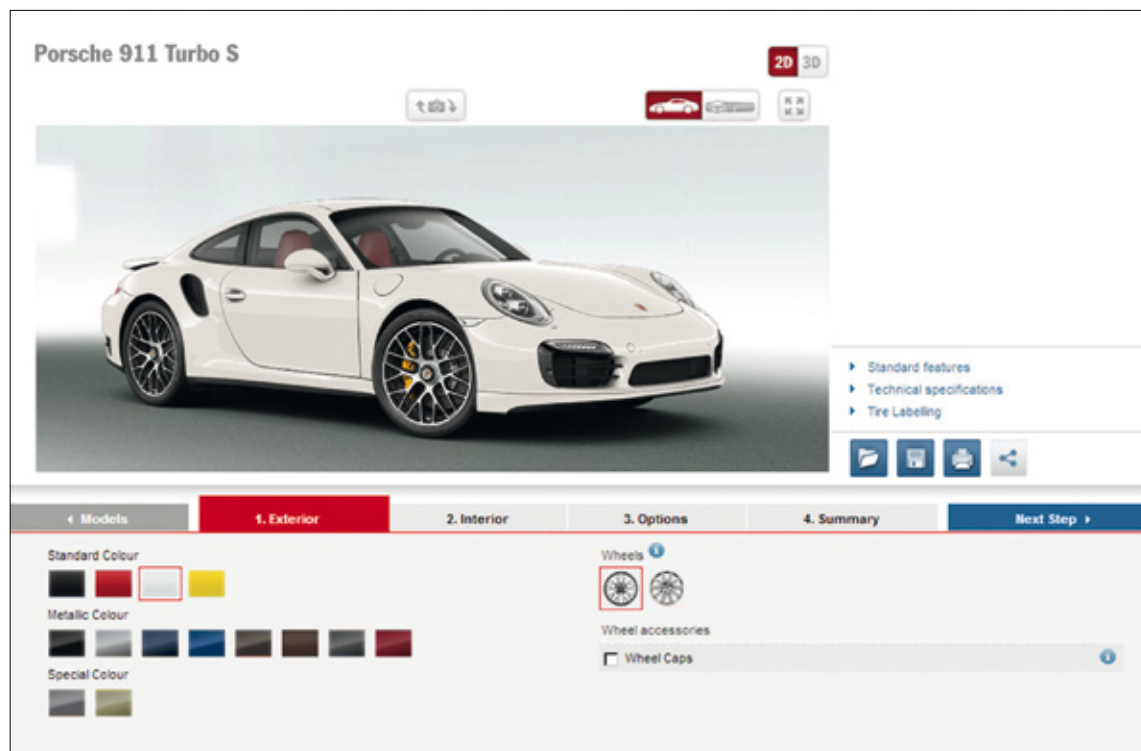 Porsche 911 Turbo S
2D 3D
Standard features
Technical specifications
Tire Labelling
Models 1. Exterior 2. Interior 3. Options 4. Summary Next Step
Standard Colour
Wheels
Metallic Colour
Wheel accessories
Wheel Caps
Special Colour